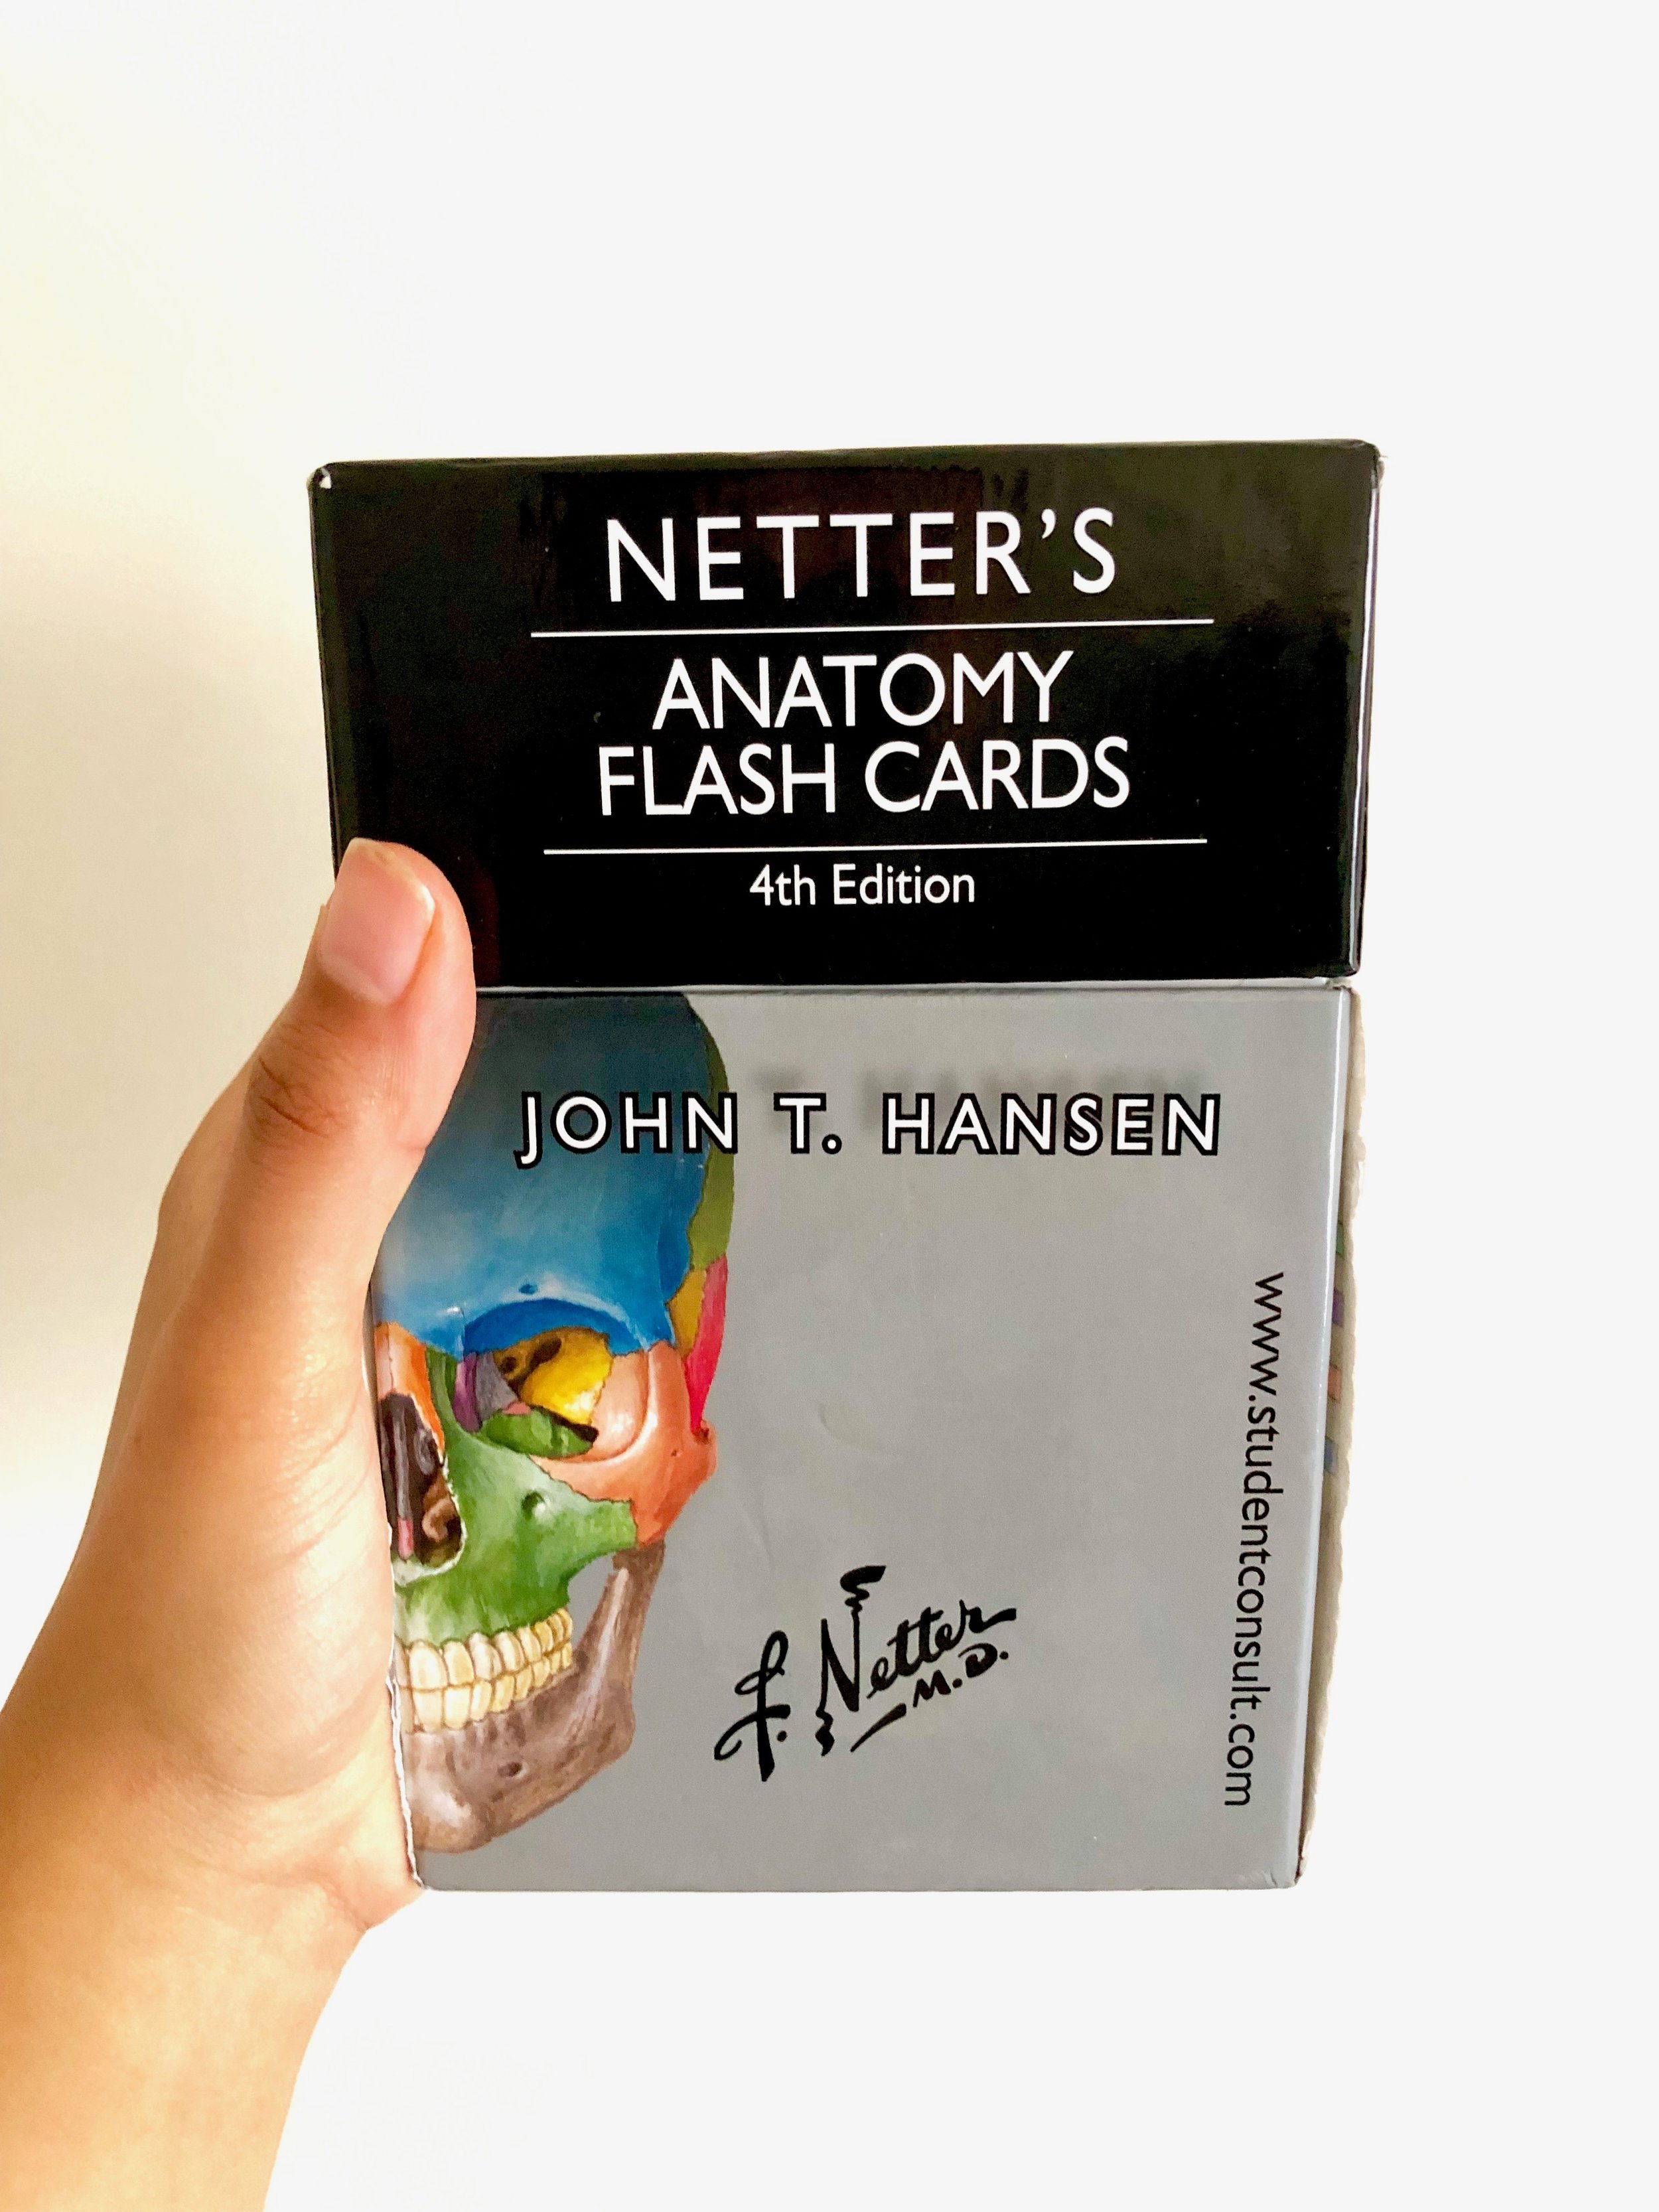 NETTER'S
ANATOMY
FLASH CARDS
4th Edition
JOHN T. HANSEN
www.studentconsult.com
F. Netter
M.D.